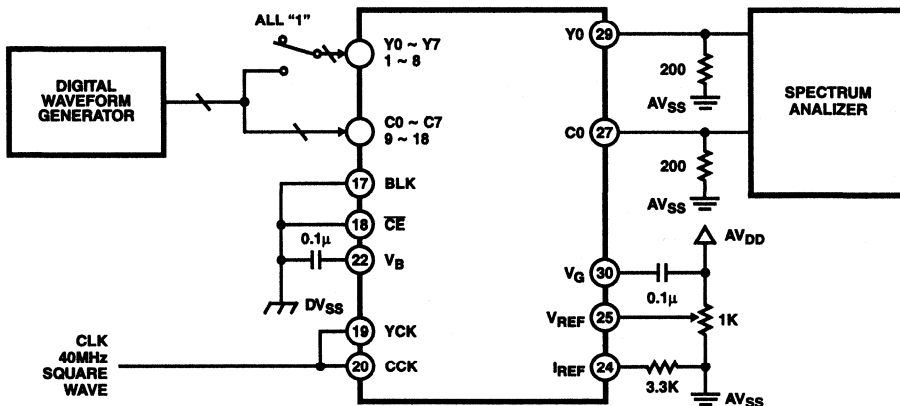 ALL "1"
DIGITAL
WAVEFORM
GENERATOR
Y0 ~ Y7
1 ~ 8
C0 ~ C7
9 ~ 18
17 BLK
18 CE
0.1μ
22 VB
DVSS
19 YCK
20 CCK
CLK
40MHz
SQUARE
WAVE
Y0 29
200
AVSS
C0 27
200
AVSS
SPECTRUM
ANALIZER
AVDD
VG 30
0.1μ
VREF 25
1K
IREF 24
3.3K
AVSS